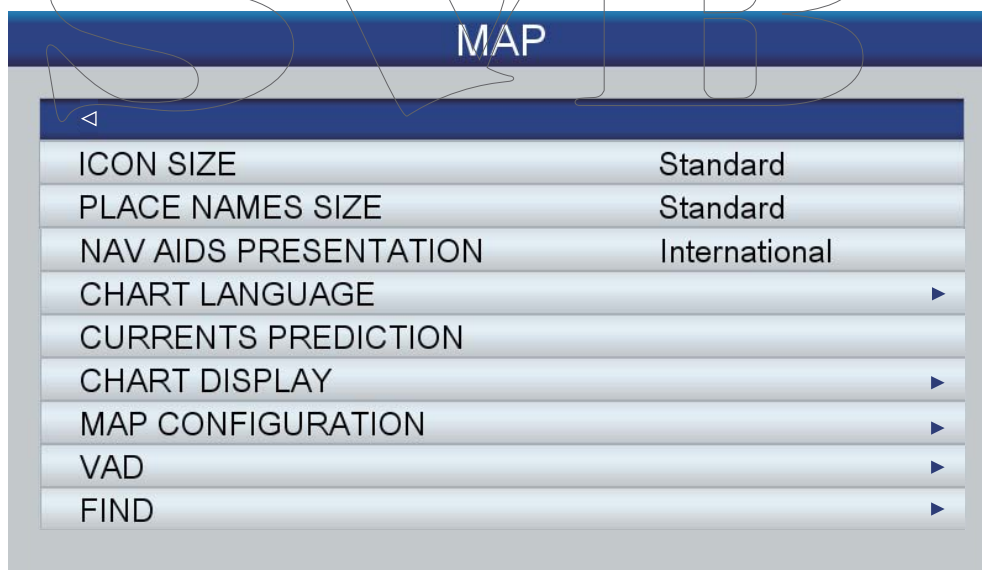 MAP
ICON SIZE Standard
PLACE NAMES SIZE Standard
NAV AIDS PRESENTATION International
CHART LANGUAGE
CURRENTS PREDICTION
CHART DISPLAY
MAP CONFIGURATION
VAD
FIND